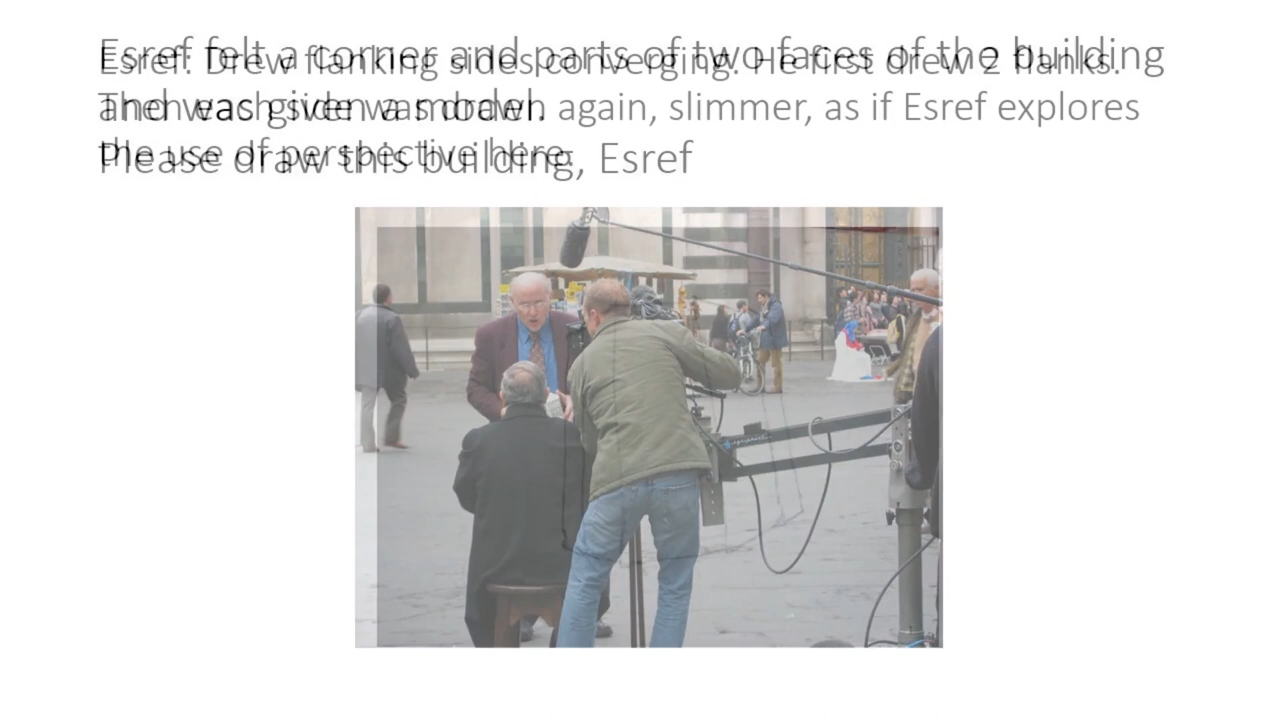 Esref felt a corner and parts of two faces of the building
and was given a model.
Please draw this building, Esref
Esref: Drew flanking sides converging. He first drew 2 flanks.
Then each side was drawn again, slimmer, as if Esref explores
the use of perspective here.